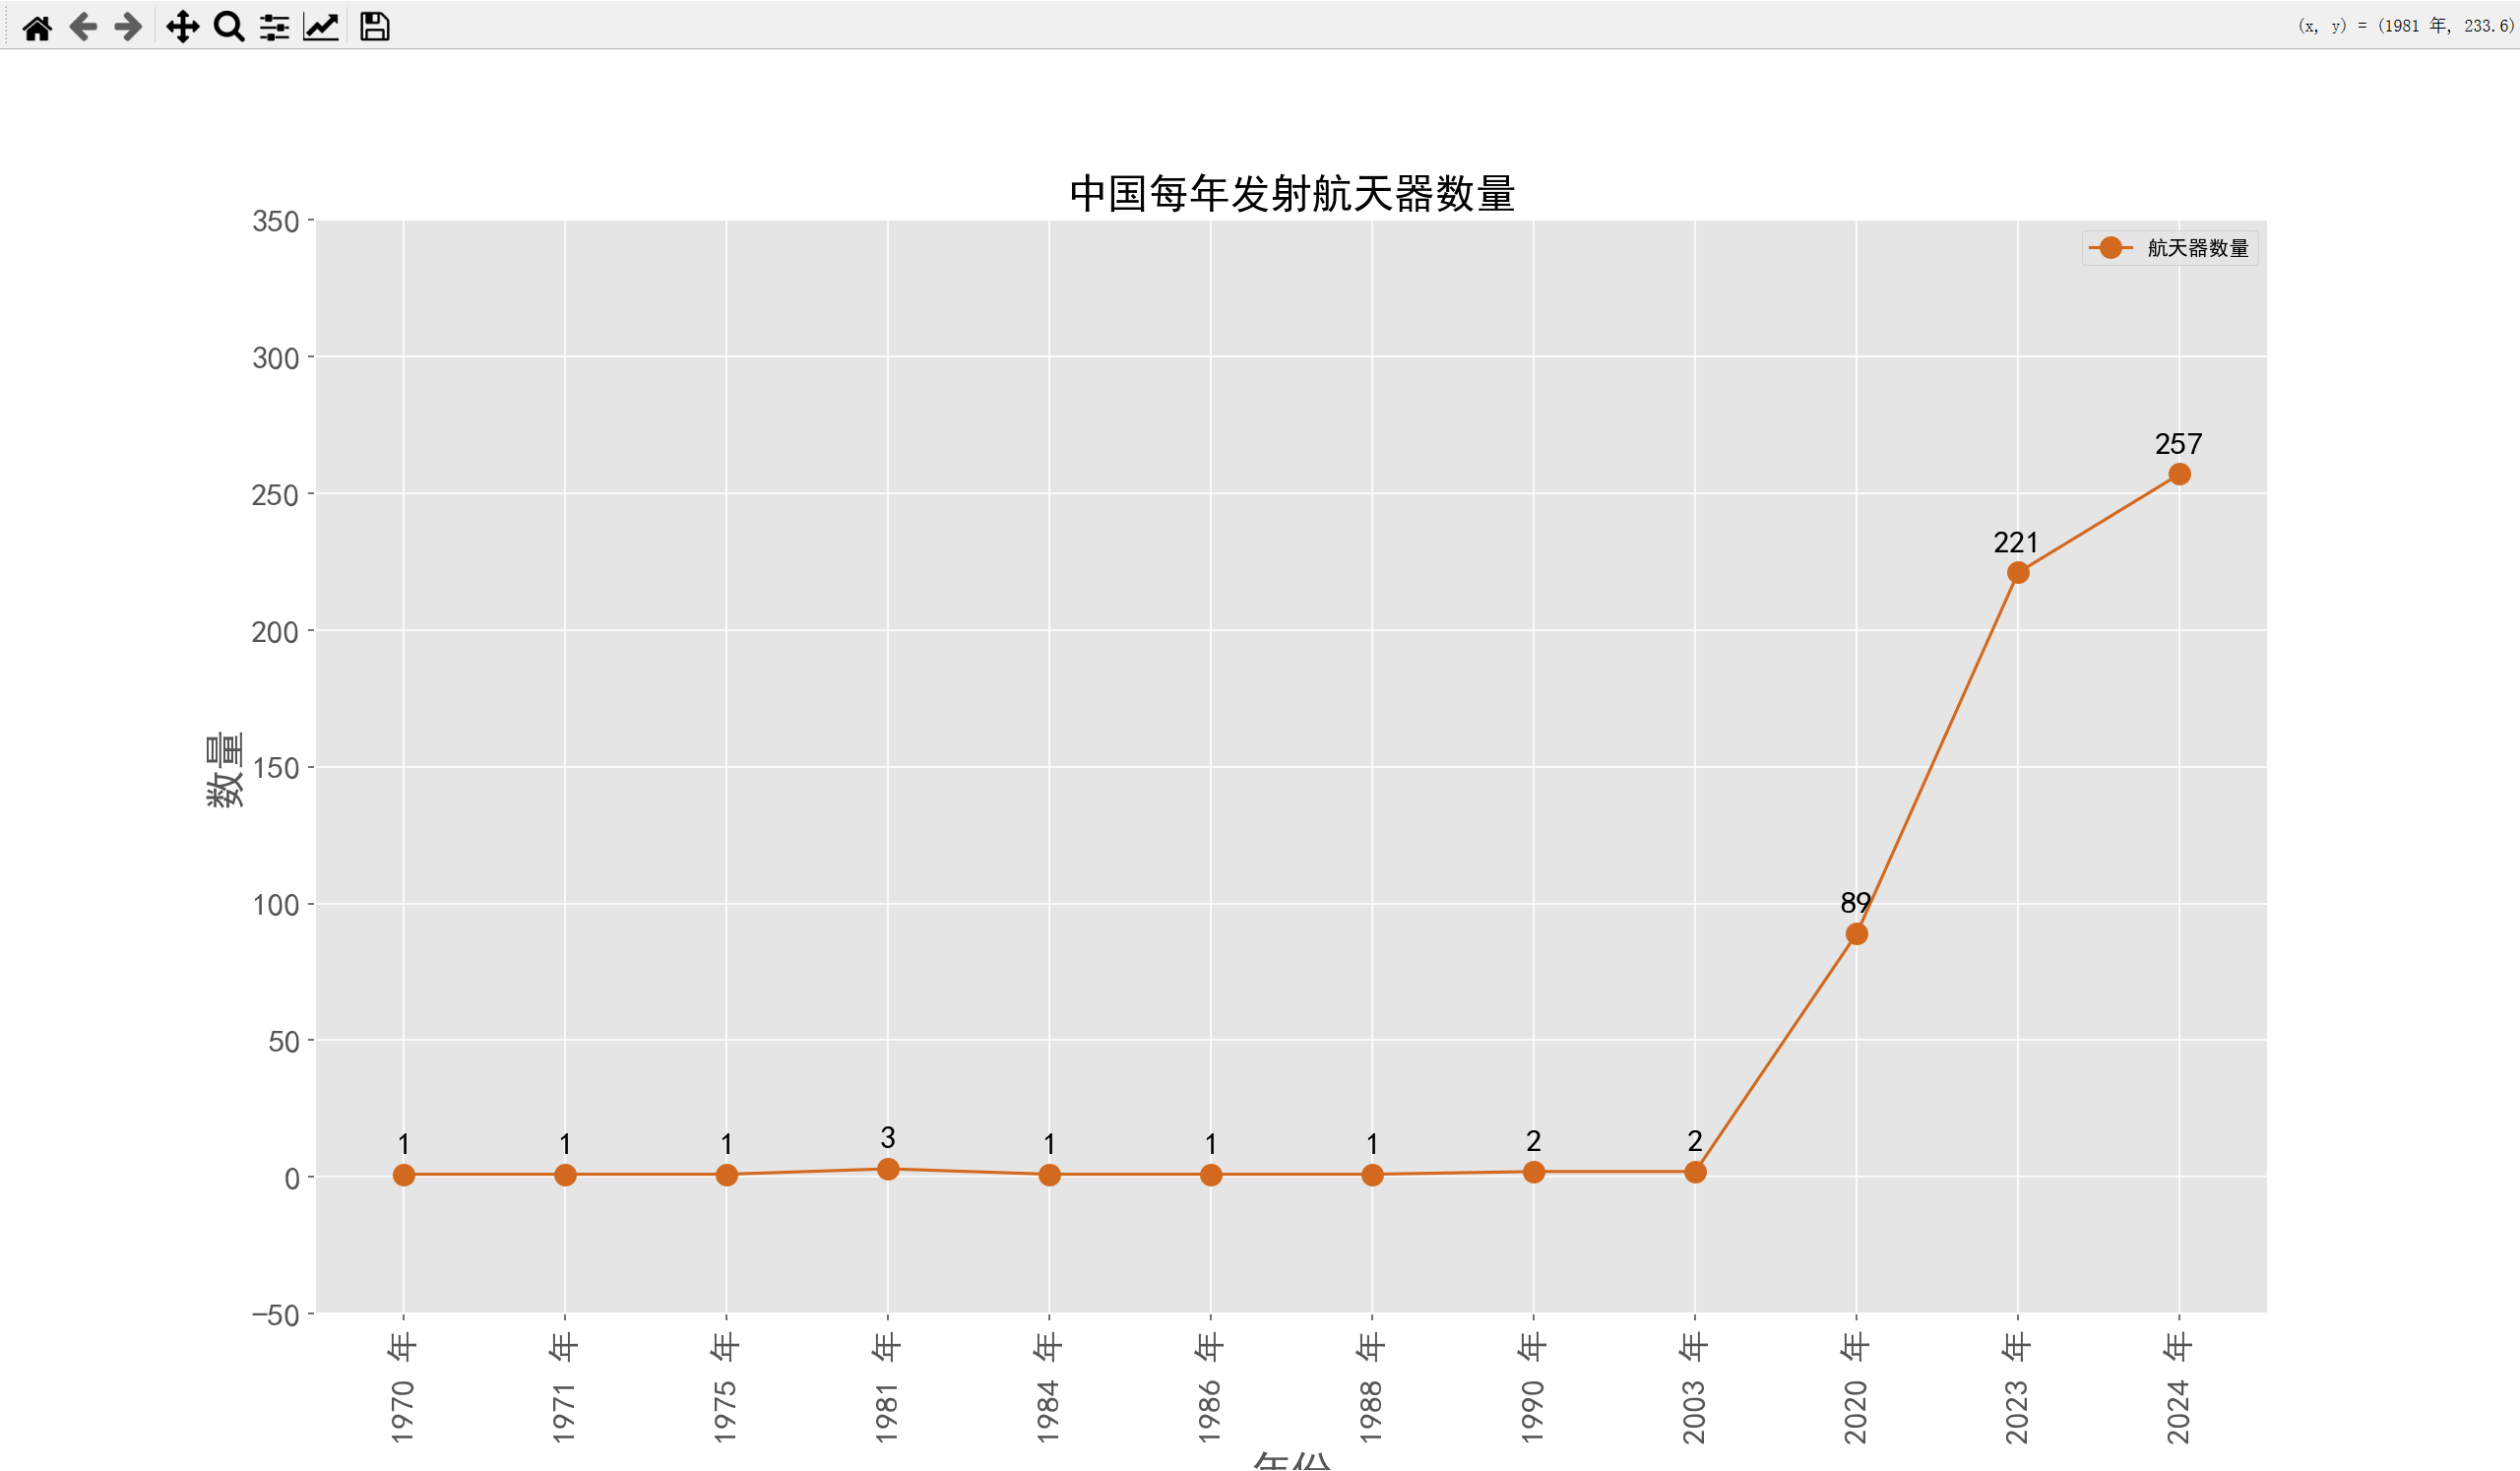 (x, y) = (1981 年, 233.6)
中国每年发射航天器数量
航天器数量
350
300
250
200
150
100
50
0
−50
数量
1
1
1
3
1
1
1
2
2
89
221
257
1970 年
1971 年
1975 年
1981 年
1984 年
1986 年
1988 年
1990 年
2003 年
2020 年
2023 年
2024 年
年份